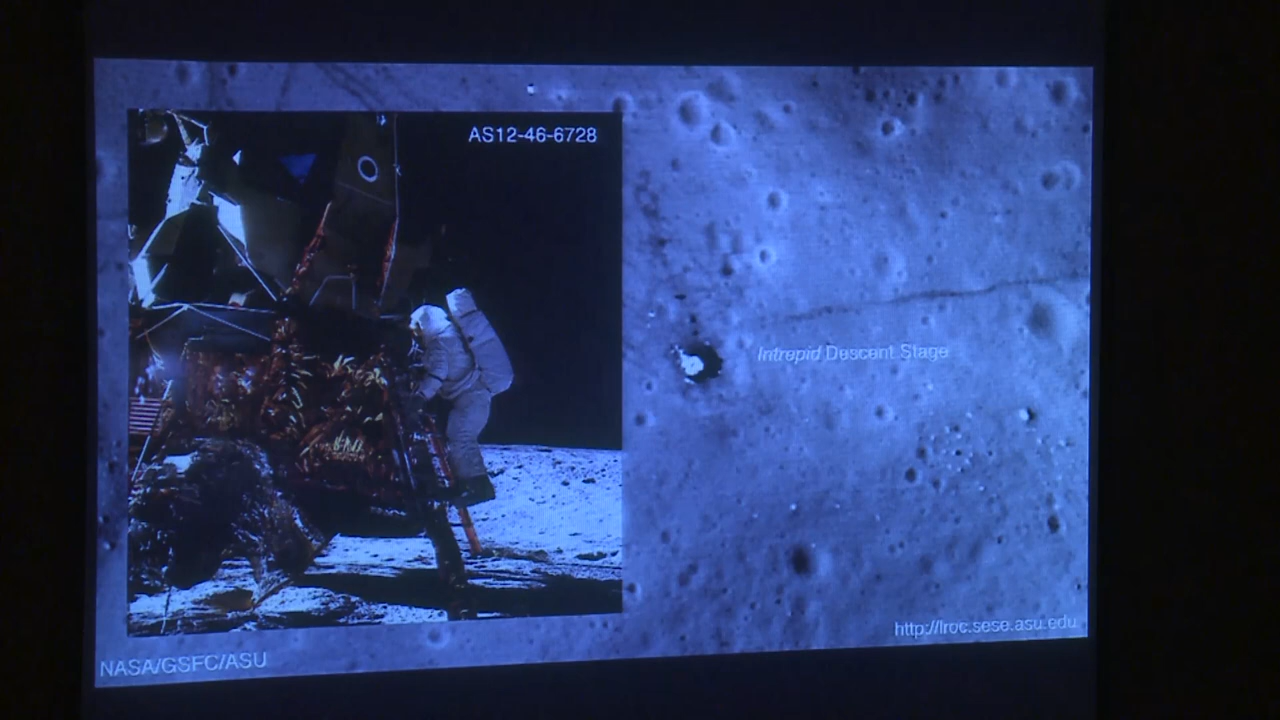 AS12-46-6728
Intrepid Descent Stage
http://lroc.sese.asu.edu
NASA/GSFC/ASU